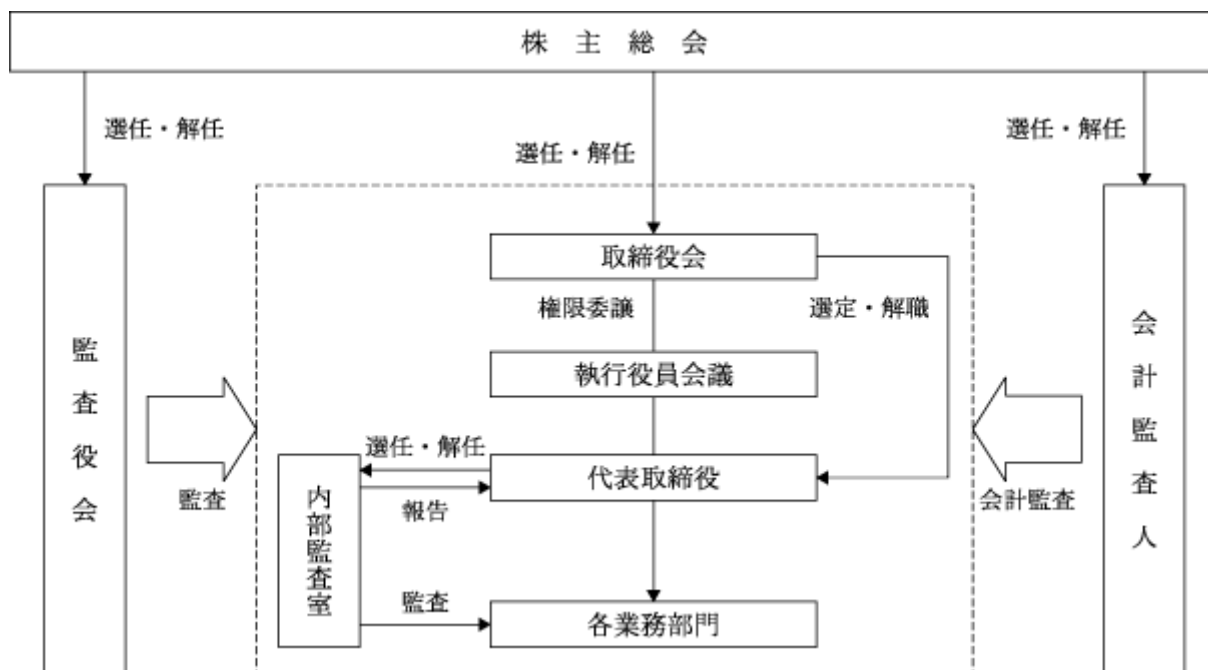 株主総会
選任・解任
選任・解任
選任・解任
監査役会
監査
取締役会
権限委譲
選定・解職
執行役員会議
選任・解任
代表取締役
報告
内部監査室
監査
各業務部門
会計監査
会計監査人